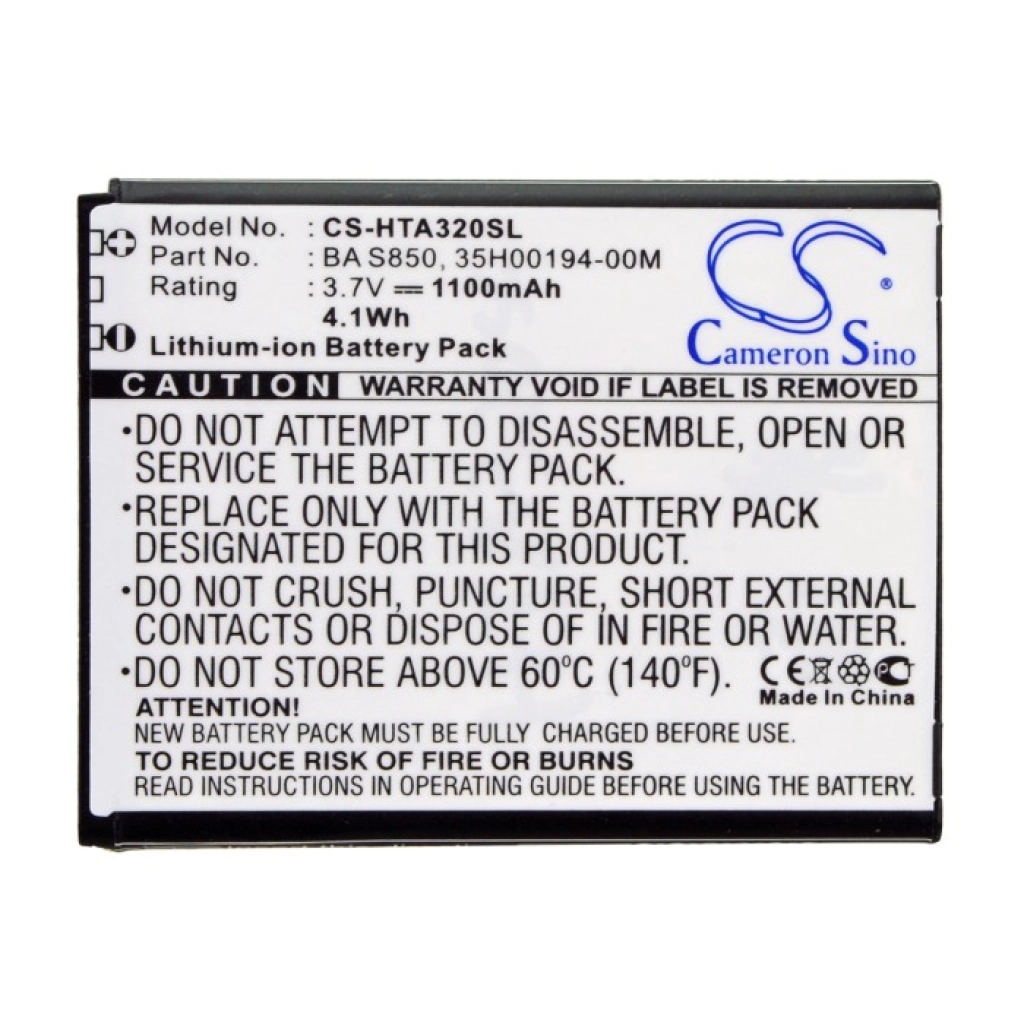 Model No. : CS-HTA320SL
Part No. : BA S850, 35H00194-00M
Rating : 3.7V ⎓ 1100mAh
4.1Wh
Lithium-ion Battery Pack
CS ®
Cameron Sino
CAUTION WARRANTY VOID IF LABEL IS REMOVED
·DO NOT ATTEMPT TO DISASSEMBLE, OPEN OR
SERVICE THE BATTERY PACK.
·REPLACE ONLY WITH THE BATTERY PACK
DESIGNATED FOR THIS PRODUCT.
·DO NOT CRUSH, PUNCTURE, SHORT EXTERNAL
CONTACTS OR DISPOSE OF IN FIRE OR WATER.
·DO NOT STORE ABOVE 60°C (140°F).
CE PCT
Made In China
ATTENTION!
NEW BATTERY PACK MUST BE FULLY CHARGED BEFORE USE.
TO REDUCE RISK OF FIRE OR BURNS
READ INSTRUCTIONS IN OPERATING GUIDE BEFORE USING THE BATTERY.